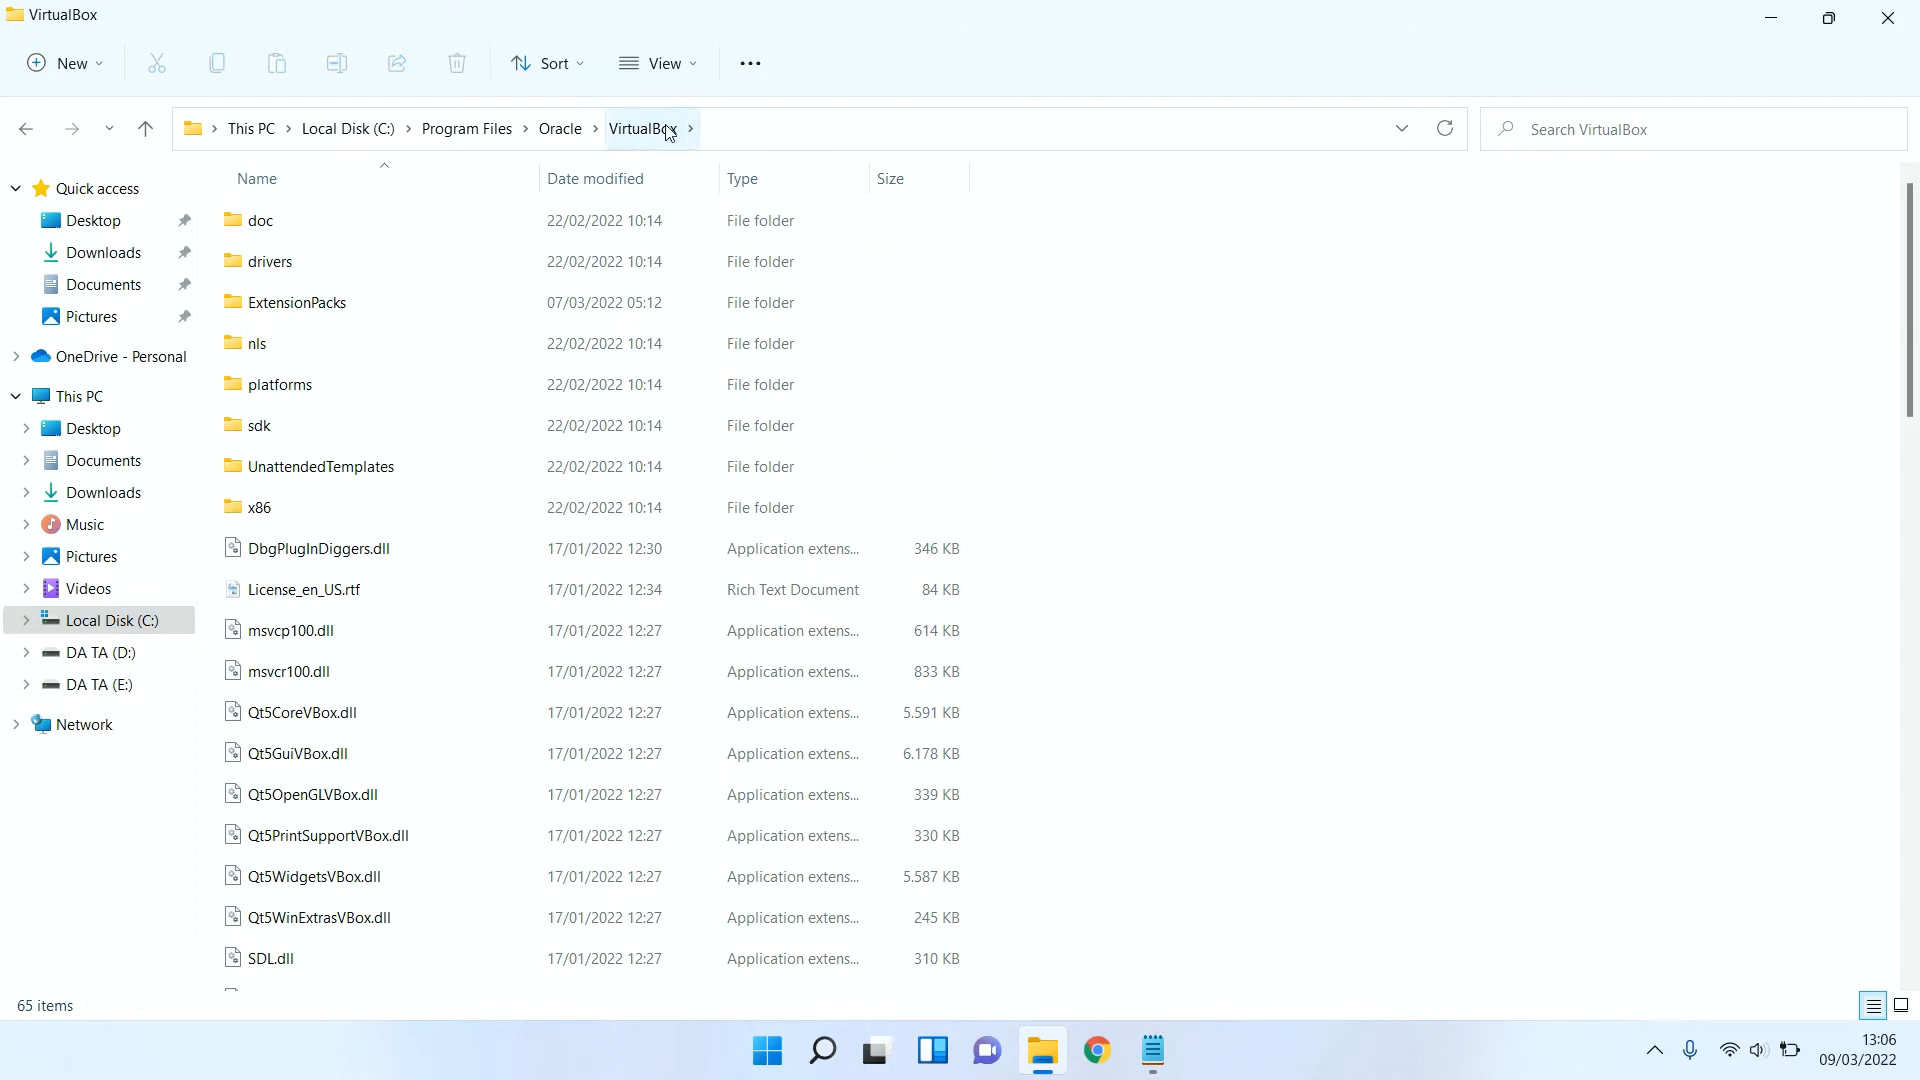 VirtualBox
New
Sort
View
This PC
Local Disk (C:)
Program Files
Oracle
VirtualBox
Search VirtualBox
Quick access
Desktop
Downloads
Documents
Pictures
OneDrive - Personal
This PC
Desktop
Documents
Downloads
Music
Pictures
Videos
Local Disk (C:)
DA TA (D:)
DA TA (E:)
Network
Name Date modified Type Size
doc 22/02/2022 10:14 File folder
drivers 22/02/2022 10:14 File folder
ExtensionPacks 07/03/2022 05:12 File folder
nls 22/02/2022 10:14 File folder
platforms 22/02/2022 10:14 File folder
sdk 22/02/2022 10:14 File folder
UnattendedTemplates 22/02/2022 10:14 File folder
x86 22/02/2022 10:14 File folder
DbgPlugInDiggers.dll 17/01/2022 12:30 Application extens... 346 KB
License_en_US.rtf 17/01/2022 12:34 Rich Text Document 84 KB
msvcp100.dll 17/01/2022 12:27 Application extens... 614 KB
msvcr100.dll 17/01/2022 12:27 Application extens... 833 KB
Qt5CoreVBox.dll 17/01/2022 12:27 Application extens... 5.591 KB
Qt5GuiVBox.dll 17/01/2022 12:27 Application extens... 6.178 KB
Qt5OpenGLVBox.dll 17/01/2022 12:27 Application extens... 339 KB
Qt5PrintSupportVBox.dll 17/01/2022 12:27 Application extens... 330 KB
Qt5WidgetsVBox.dll 17/01/2022 12:27 Application extens... 5.587 KB
Qt5WinExtrasVBox.dll 17/01/2022 12:27 Application extens... 245 KB
SDL.dll 17/01/2022 12:27 Application extens... 310 KB
65 items
13:06
09/03/2022